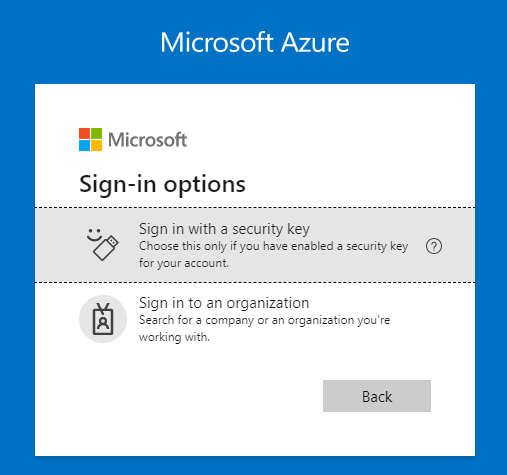 Microsoft Azure
Microsoft
Sign-in options
Sign in with a security key
Choose this only if you have enabled a security key
for your account.
?
Sign in to an organization
Search for a company or an organization you're
working with.
Back